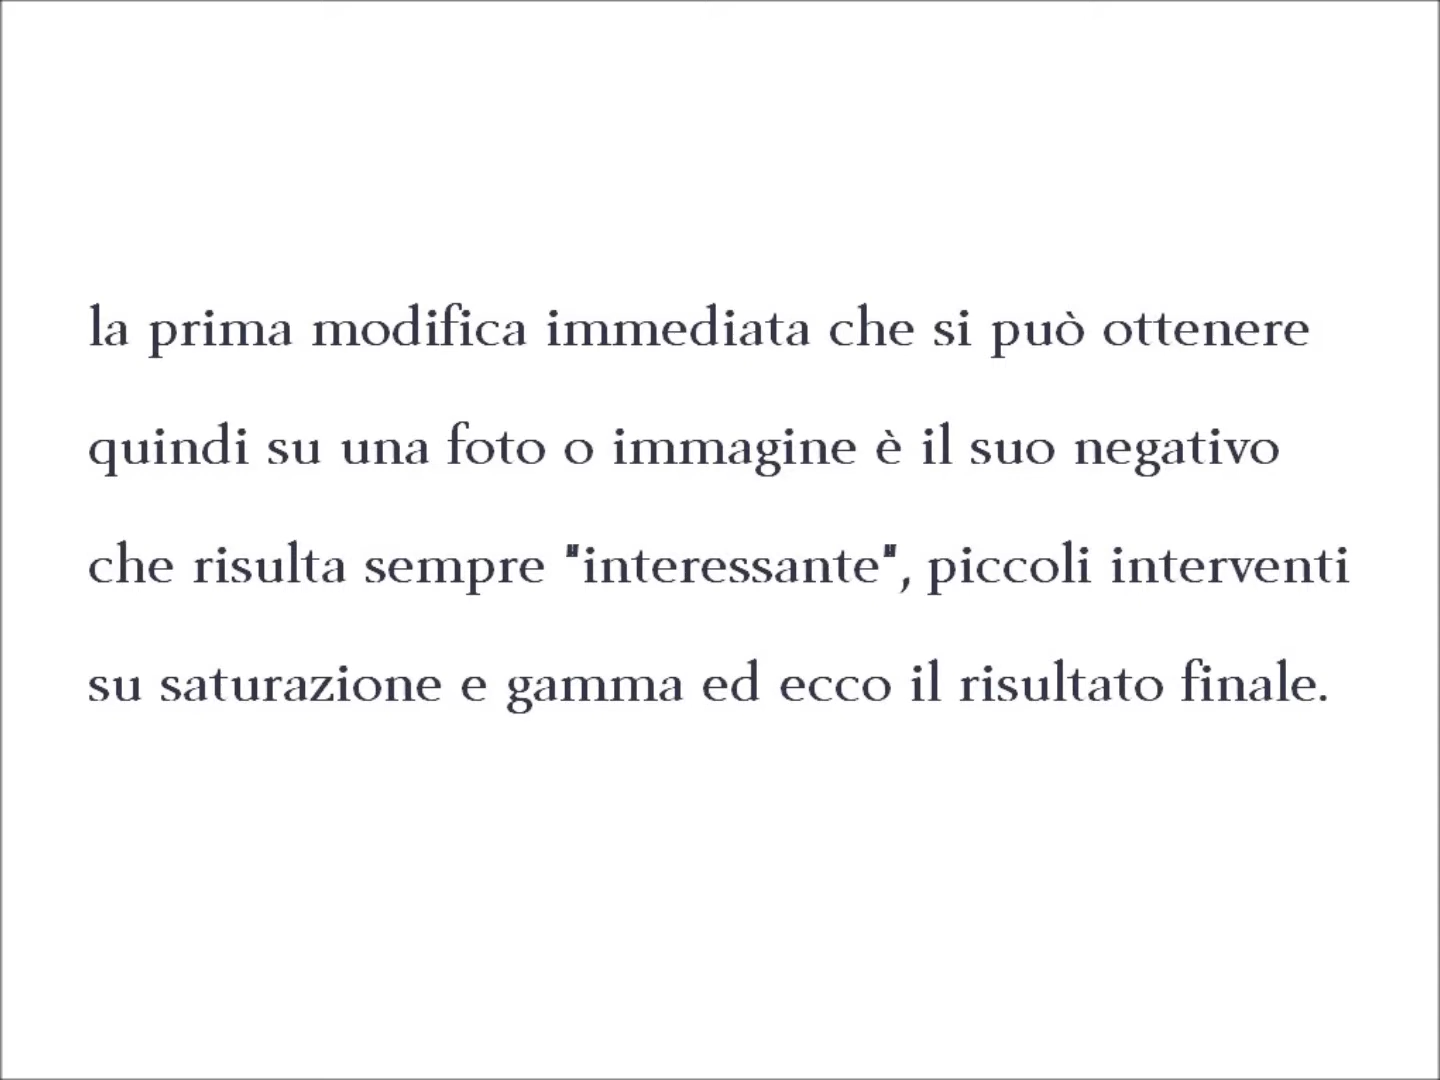 la prima modifica immediata che si può ottenere
quindi su una foto o immagine è il suo negativo
che risulta sempre "interessante", piccoli interventi
su saturazione e gamma ed ecco il risultato finale.